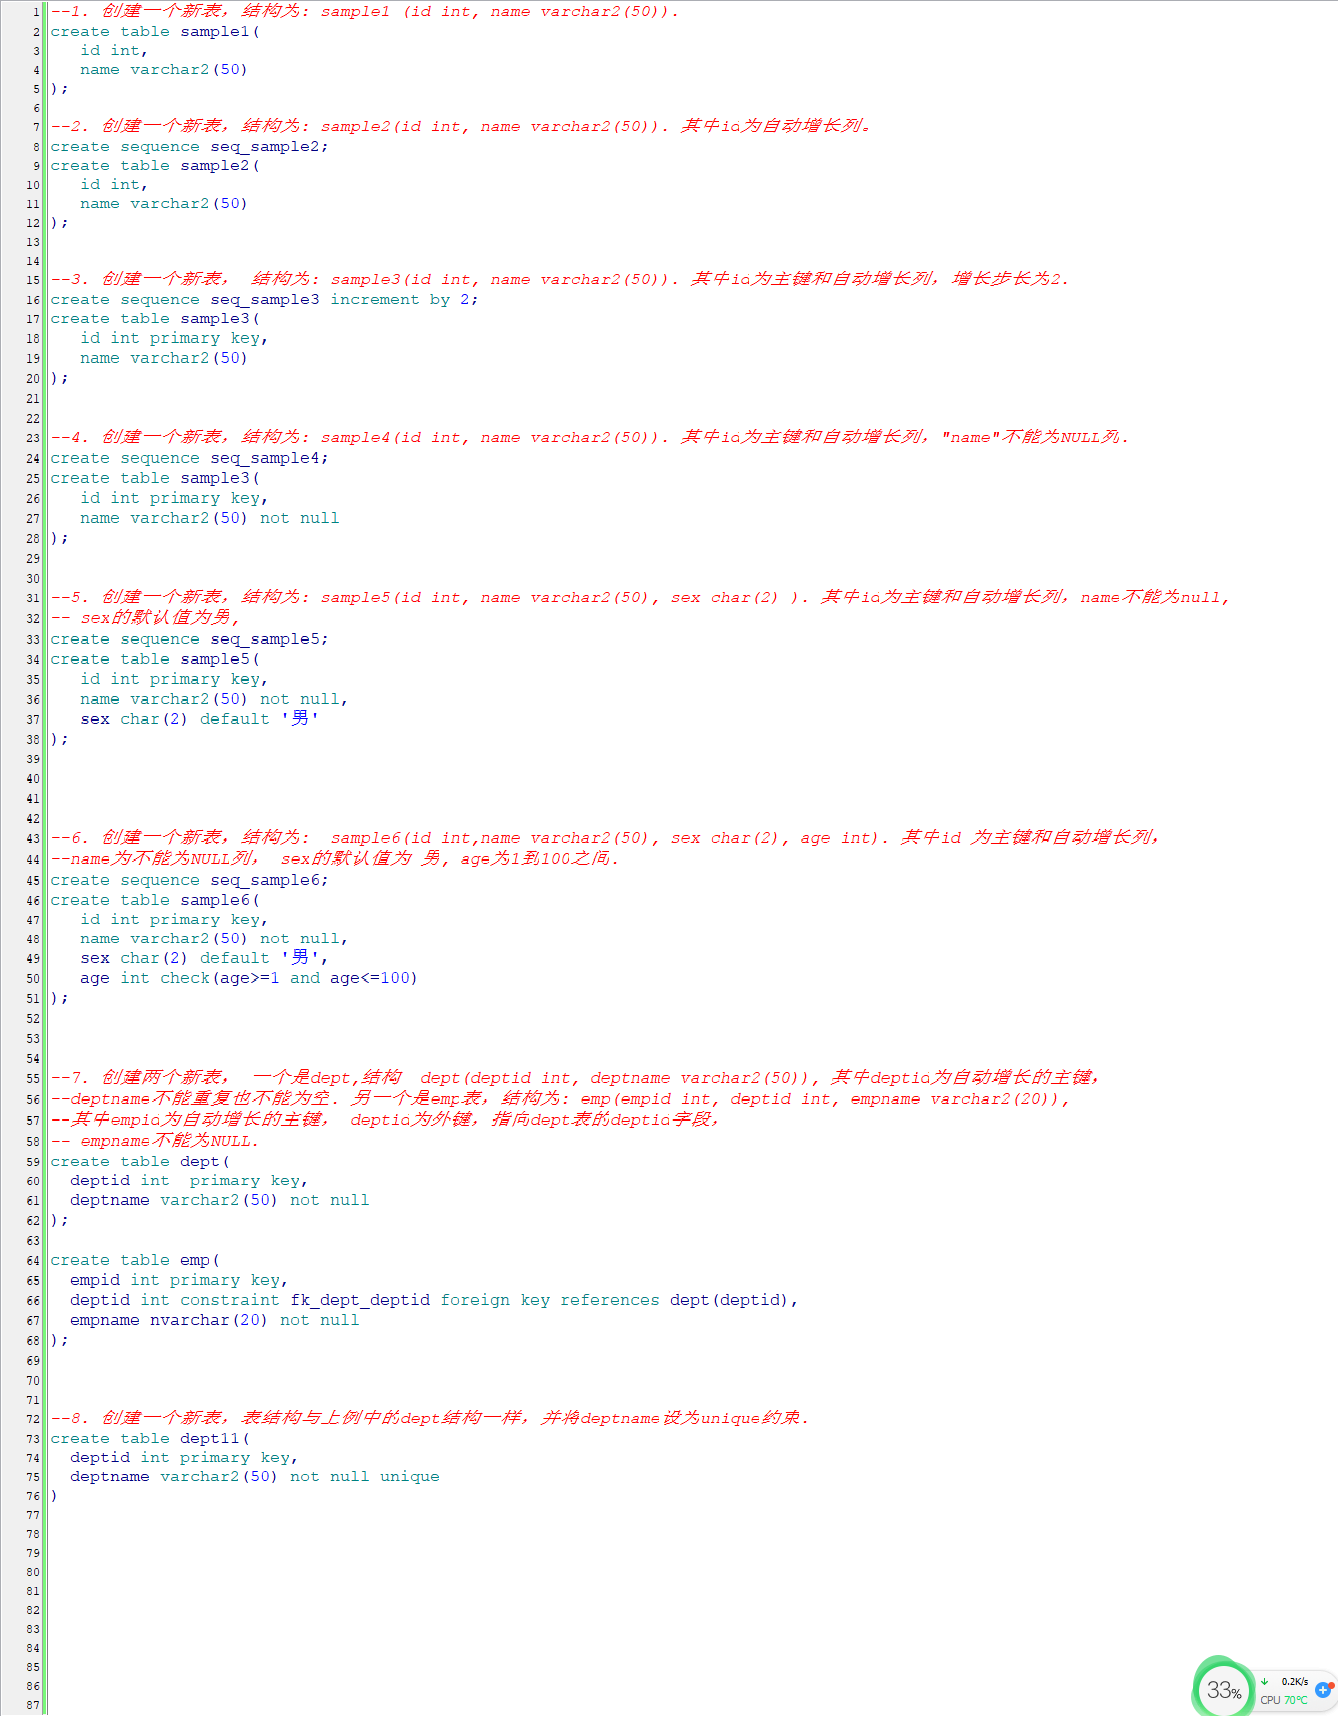 1 --1. 创建一个新表，结构为: sample1 (id int, name varchar2(50)).
2 create table sample1(
3 id int,
4 name varchar2(50)
5 );
6
7 --2. 创建一个新表，结构为: sample2(id int, name varchar2(50)). 其中id为自动增长列。
8 create sequence seq_sample2;
9 create table sample2(
10 id int,
11 name varchar2(50)
12 );
13
14
15 --3. 创建一个新表， 结构为: sample3(id int, name varchar2(50)). 其中id为主键和自动增长列，增长步长为2.
16 create sequence seq_sample3 increment by 2;
17 create table sample3(
18 id int primary key,
19 name varchar2(50)
20 );
21
22
23 --4. 创建一个新表，结构为: sample4(id int, name varchar2(50)). 其中id为主键和自动增长列，"name"不能为NULL列.
24 create sequence seq_sample4;
25 create table sample3(
26 id int primary key,
27 name varchar2(50) not null
28 );
29
30
31 --5. 创建一个新表，结构为: sample5(id int, name varchar2(50), sex char(2) ). 其中id为主键和自动增长列，name不能为null,
32 -- sex的默认值为男,
33 create sequence seq_sample5;
34 create table sample5(
35 id int primary key,
36 name varchar2(50) not null,
37 sex char(2) default '男'
38 );
39
40
41
42
43 --6. 创建一个新表，结构为:  sample6(id int,name varchar2(50), sex char(2), age int). 其中id 为主键和自动增长列，
44 --name为不能为NULL列， sex的默认值为 男, age为1到100之间.
45 create sequence seq_sample6;
46 create table sample6(
47 id int primary key,
48 name varchar2(50) not null,
49 sex char(2) default '男',
50 age int check(age>=1 and age<=100)
51 );
52
53
54
55 --7. 创建两个新表， 一个是dept,结构  dept(deptid int, deptname varchar2(50)), 其中deptid为自动增长的主键，
56 --deptname不能重复也不能为空. 另一个是emp表，结构为: emp(empid int, deptid int, empname varchar2(20)),
57 --其中empid为自动增长的主键， deptid为外键，指向dept表的deptid字段，
58 -- empname不能为NULL.
59 create table dept(
60 deptid int  primary key,
61 deptname varchar2(50) not null
62 );
63
64 create table emp(
65 empid int primary key,
66 deptid int constraint fk_dept_deptid foreign key references dept(deptid),
67 empname nvarchar(20) not null
68 );
69
70
71
72 --8. 创建一个新表，表结构与上例中的dept结构一样，并将deptname设为unique约束.
73 create table dept11(
74 deptid int primary key,
75 deptname varchar2(50) not null unique
76 )
77
78
79
80
81
82
83
84
85
86
87
33%
0.2K/s
CPU 70℃